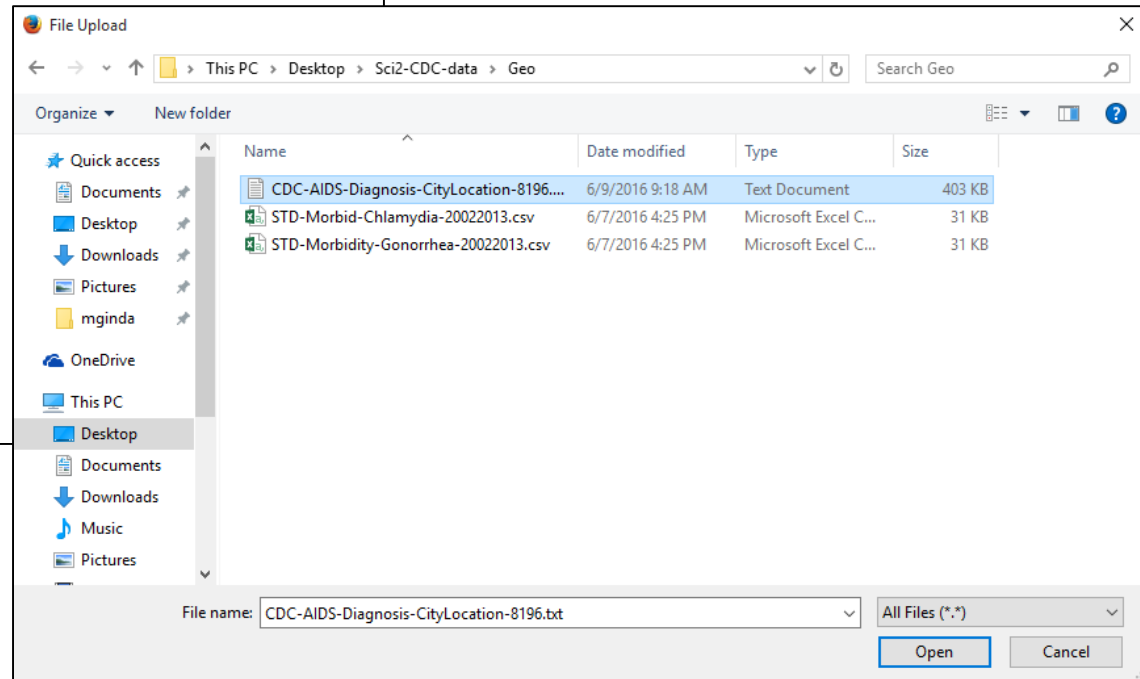 File Upload
This PC > Desktop > Sci2-CDC-data > Geo
Search Geo
Organize
New folder
Name
Date modified
Type
Size
CDC-AIDS-Diagnosis-CityLocation-8196.... 6/9/2016 9:18 AM Text Document 403 KB
STD-Morbid-Chlamydia-20022013.csv 6/7/2016 4:25 PM Microsoft Excel C... 31 KB
STD-Morbidity-Gonorrhea-20022013.csv 6/7/2016 4:25 PM Microsoft Excel C... 31 KB
Quick access
Documents
Desktop
Downloads
Pictures
mginda
OneDrive
This PC
Desktop
Documents
Downloads
Music
Pictures
File name: CDC-AIDS-Diagnosis-CityLocation-8196.txt
All Files (*.*)
Open
Cancel